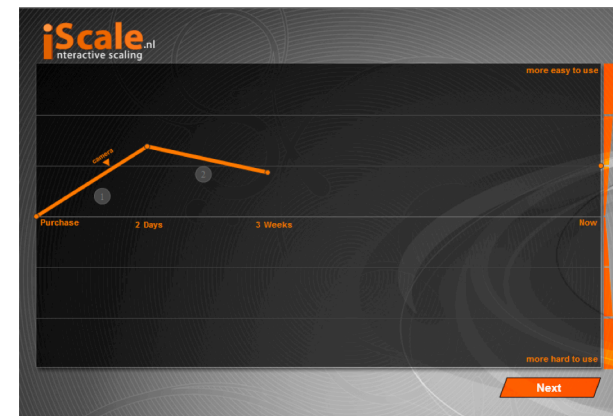 iScale.nl
nteractive scaling
more easy to use
camera
1
2
Purchase
2 Days
3 Weeks
Now
more hard to use
Next